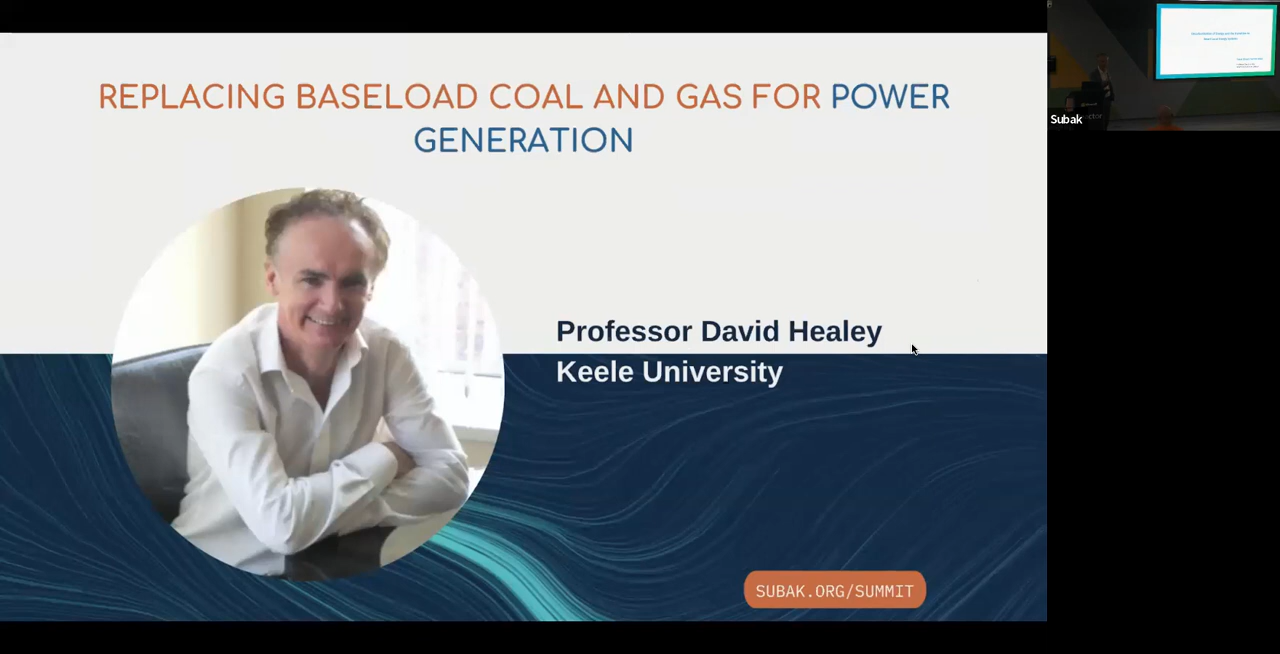 REPLACING BASELOAD COAL AND GAS FOR POWER
GENERATION
Professor David Healey
Keele University
SUBAK.ORG/SUMMIT
Subak